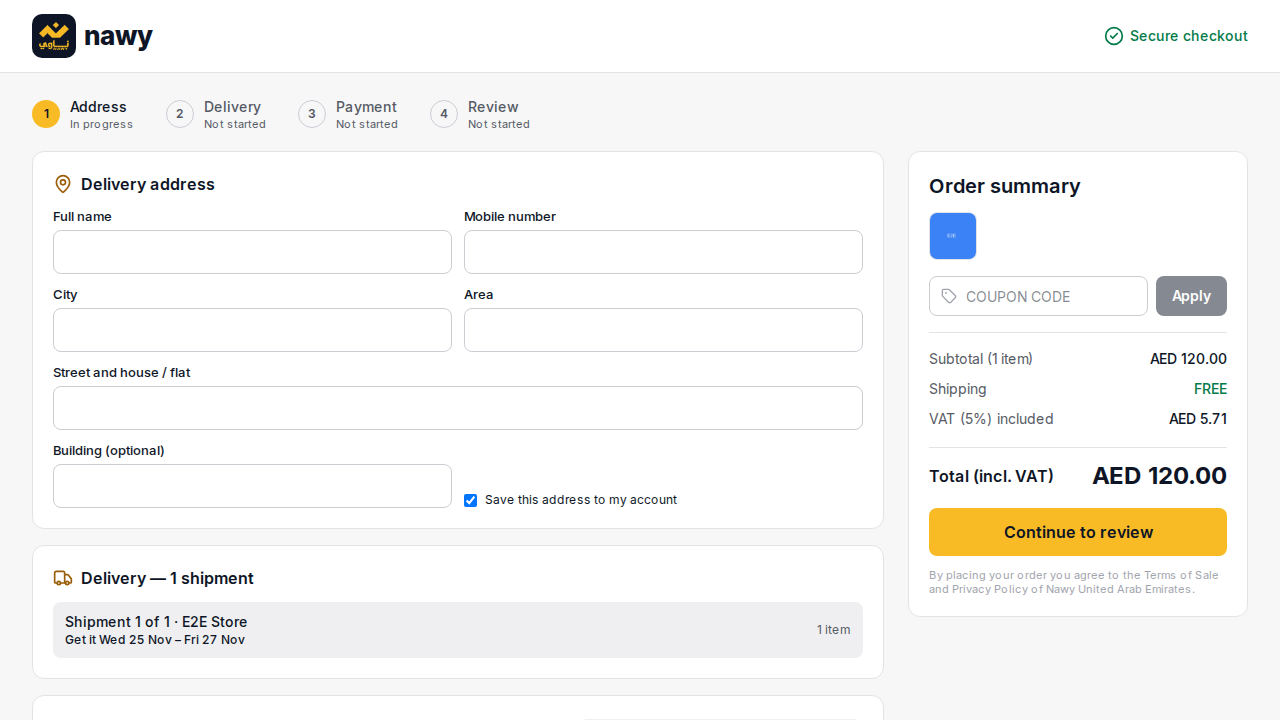 نـاوي
NAWY
nawy
Secure checkout
1
Address
In progress
2
Delivery
Not started
3
Payment
Not started
4
Review
Not started
Delivery address
Full name
Mobile number
City
Area
Street and house / flat
Building (optional)
Save this address to my account
Delivery — 1 shipment
Shipment 1 of 1 · E2E Store
Get it Wed 25 Nov – Fri 27 Nov
1 item
Order summary
E2E
COUPON CODE
Apply
Subtotal (1 item)
AED 120.00
Shipping
FREE
VAT (5%) included
AED 5.71
Total (incl. VAT)
AED 120.00
Continue to review
By placing your order you agree to the Terms of Sale
and Privacy Policy of Nawy United Arab Emirates.